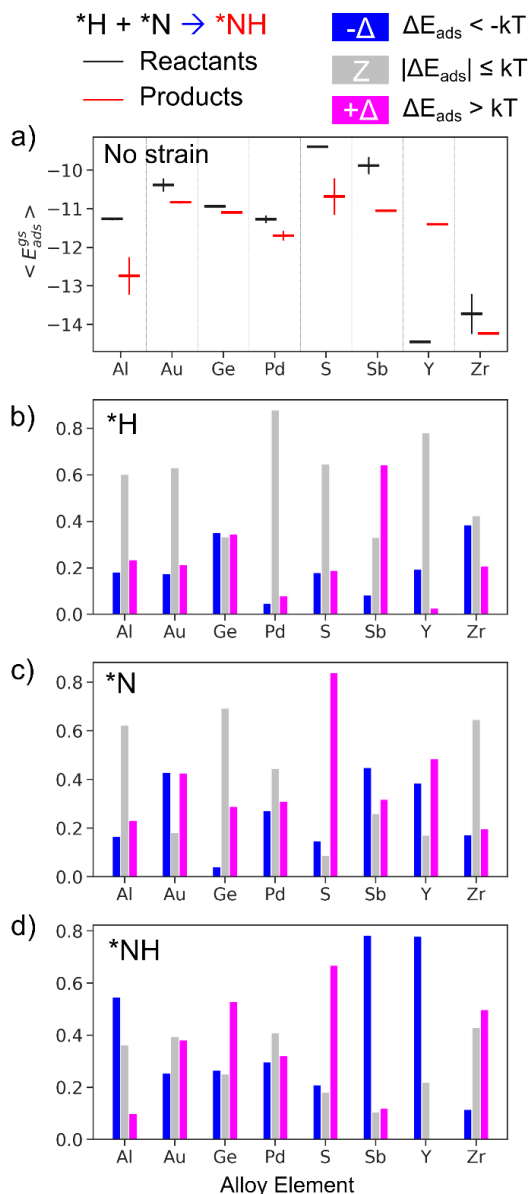 *H + *N → *NH
Reactants
Products
-Δ ΔE_ads < -kT
Z |ΔE_ads| ≤ kT
+Δ ΔE_ads > kT
a)
No strain
< E^gs_ads >
−10
−11
−12
−13
−14
Al Au Ge Pd S Sb Y Zr
b)
*H
0.8
0.6
0.4
0.2
0.0
Al Au Ge Pd S Sb Y Zr
c)
*N
0.8
0.6
0.4
0.2
0.0
Al Au Ge Pd S Sb Y Zr
d)
*NH
0.8
0.6
0.4
0.2
0.0
Al Au Ge Pd S Sb Y Zr
Alloy Element